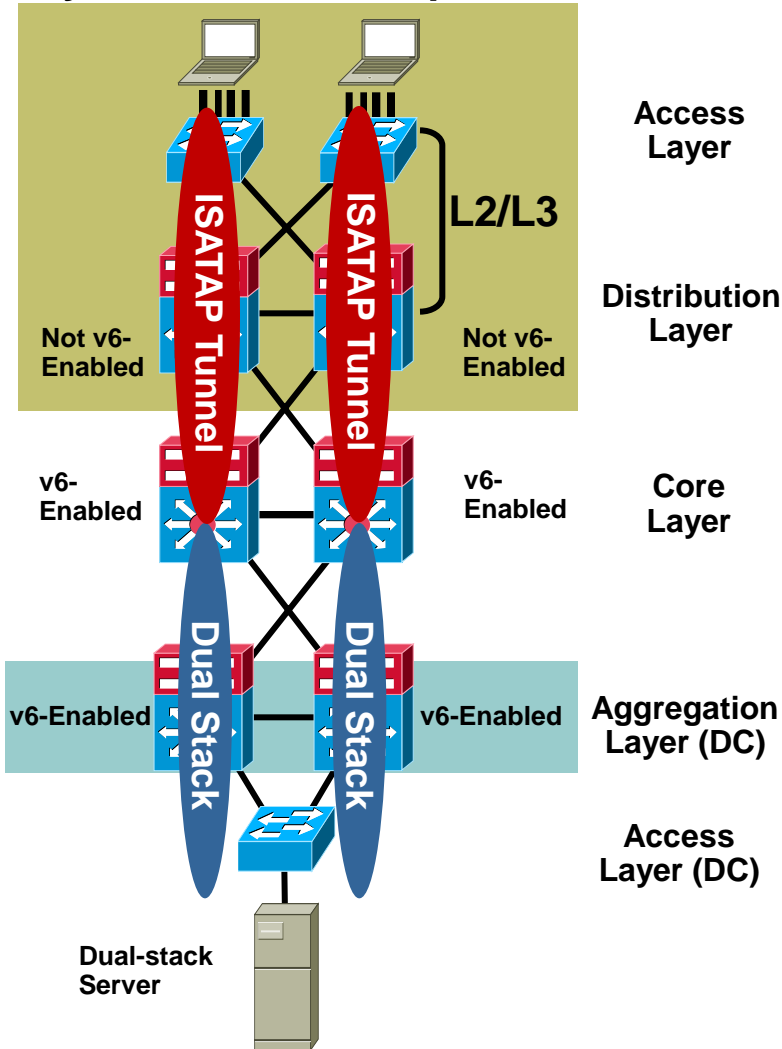 Access
Layer
L2/L3
ISATAP Tunnel
ISATAP Tunnel
Distribution
Layer
Not v6-
Enabled
Not v6-
Enabled
v6-
Enabled
v6-
Enabled
Core
Layer
Dual Stack
Dual Stack
v6-Enabled
v6-Enabled
Aggregation
Layer (DC)
Access
Layer (DC)
Dual-stack
Server